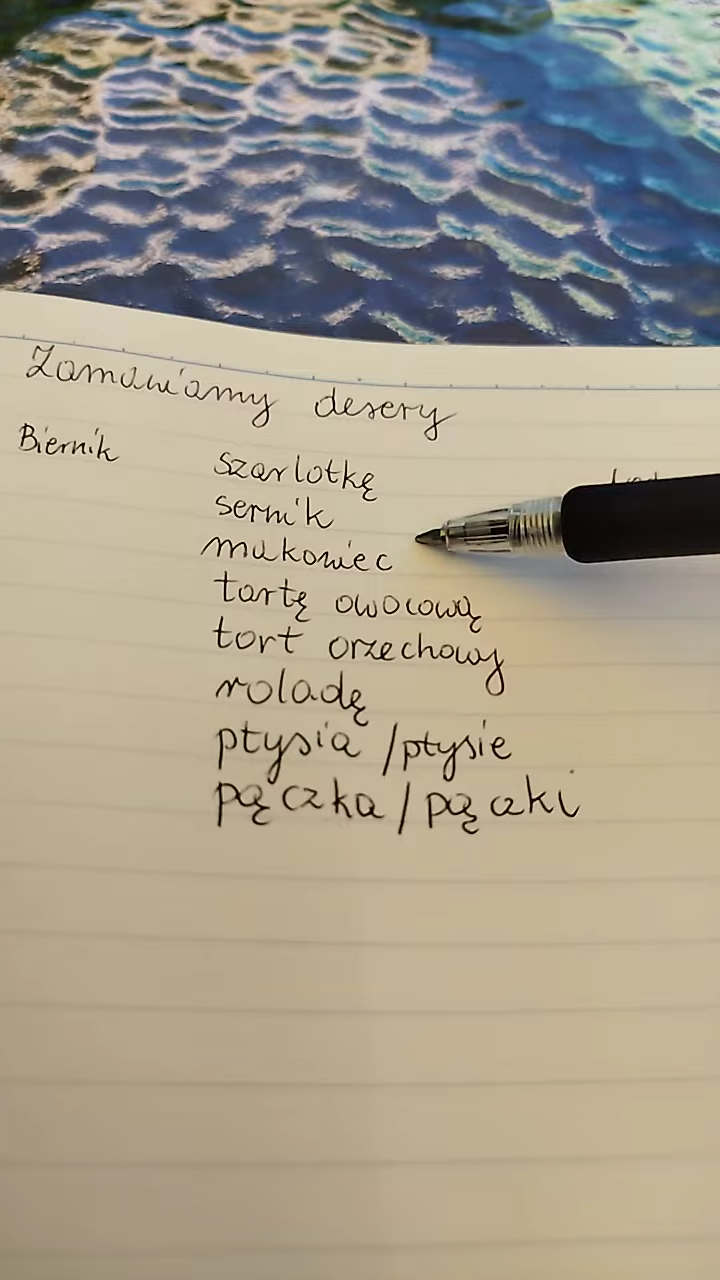 Zamawiamy desery
Biernik szarlotkę
sernik
makowiec
tartę owocową
tort orzechowy
roladę
ptysia / ptysie
pączka / pączki